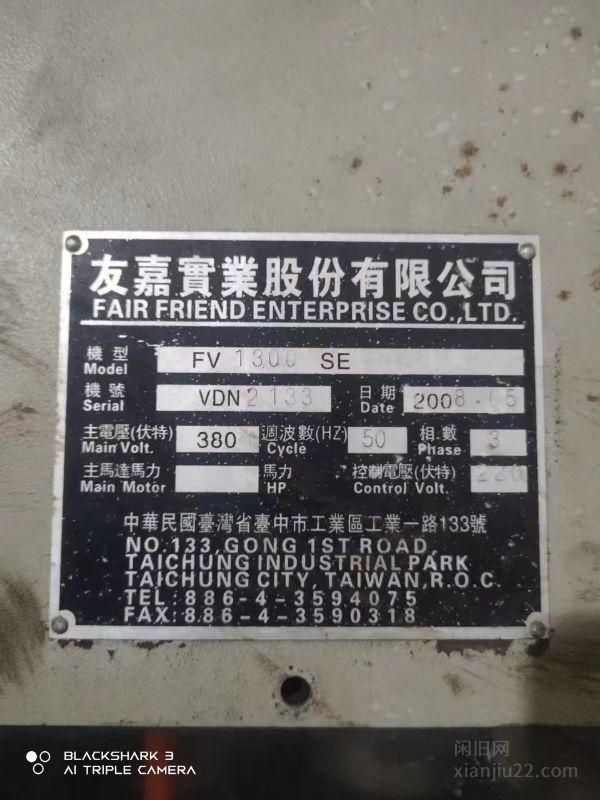 友嘉實業股份有限公司
FAIR FRIEND ENTERPRISE CO.,LTD.
機型 Model FV 1300 SE
機號 Serial VDN2133 日期 Date 2008.05
主電壓(伏特) Main Volt. 380 週波數(HZ) Cycle 50 相數 Phase 3
主馬達馬力 Main Motor 馬力 HP 控制電壓(伏特) Control Volt. 220
中華民國臺灣省臺中市工業區工業一路133號
NO.133,GONG 1ST ROAD,
TAICHUNG INDUSTRIAL PARK
TAICHUNG CITY, TAIWAN,R.O.C
TEL:886-4-3594075
FAX:886-4-3590318
BLACKSHARK 3
AI TRIPLE CAMERA
闲旧网
xianjiu22.com